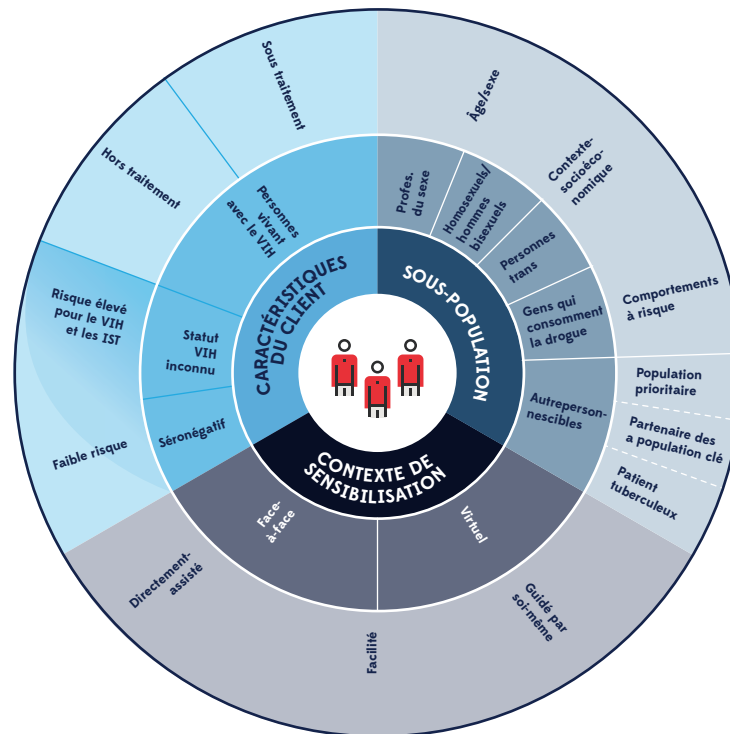 CARACTÉRISTIQUES
DU CLIENT
SOUS-POPULATION
CONTEXTE DE
SENSIBILISATION
Personnes
vivant
avec le VIH
Statut
VIH
inconnu
Séronégatif
Profes.
du sexe
Homosexuels/
hommes
bisexuels
Personnes
trans
Gens qui
consomment
la drogue
Autreperson-
nescibles
Face-
à-face
Virtuel
Sous traitement
Hors traitement
Risque élevé
pour le VIH
et les IST
Faible risque
Âge/sexe
Contexte-
socioéco-
nomique
Comportements
à risque
Population
prioritaire
Partenaire des
a population clé
Patient
tuberculeux
Directement-
assisté
Facilité
Guidé par
soi-même